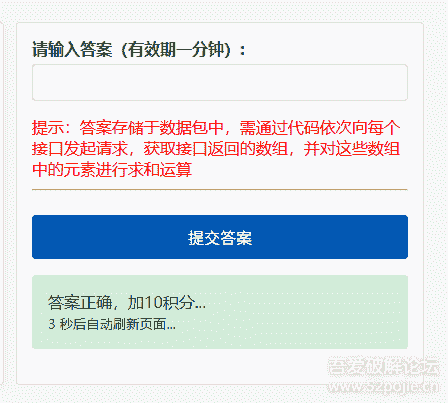 请输入答案（有效期一分钟）：
提示：答案存储于数据包中，需通过代码依次向每个
接口发起请求，获取接口返回的数组，并对这些数组
中的元素进行求和运算
提交答案
答案正确，加10积分...
3 秒后自动刷新页面...
吾爱破解论坛
www.52pojie.cn